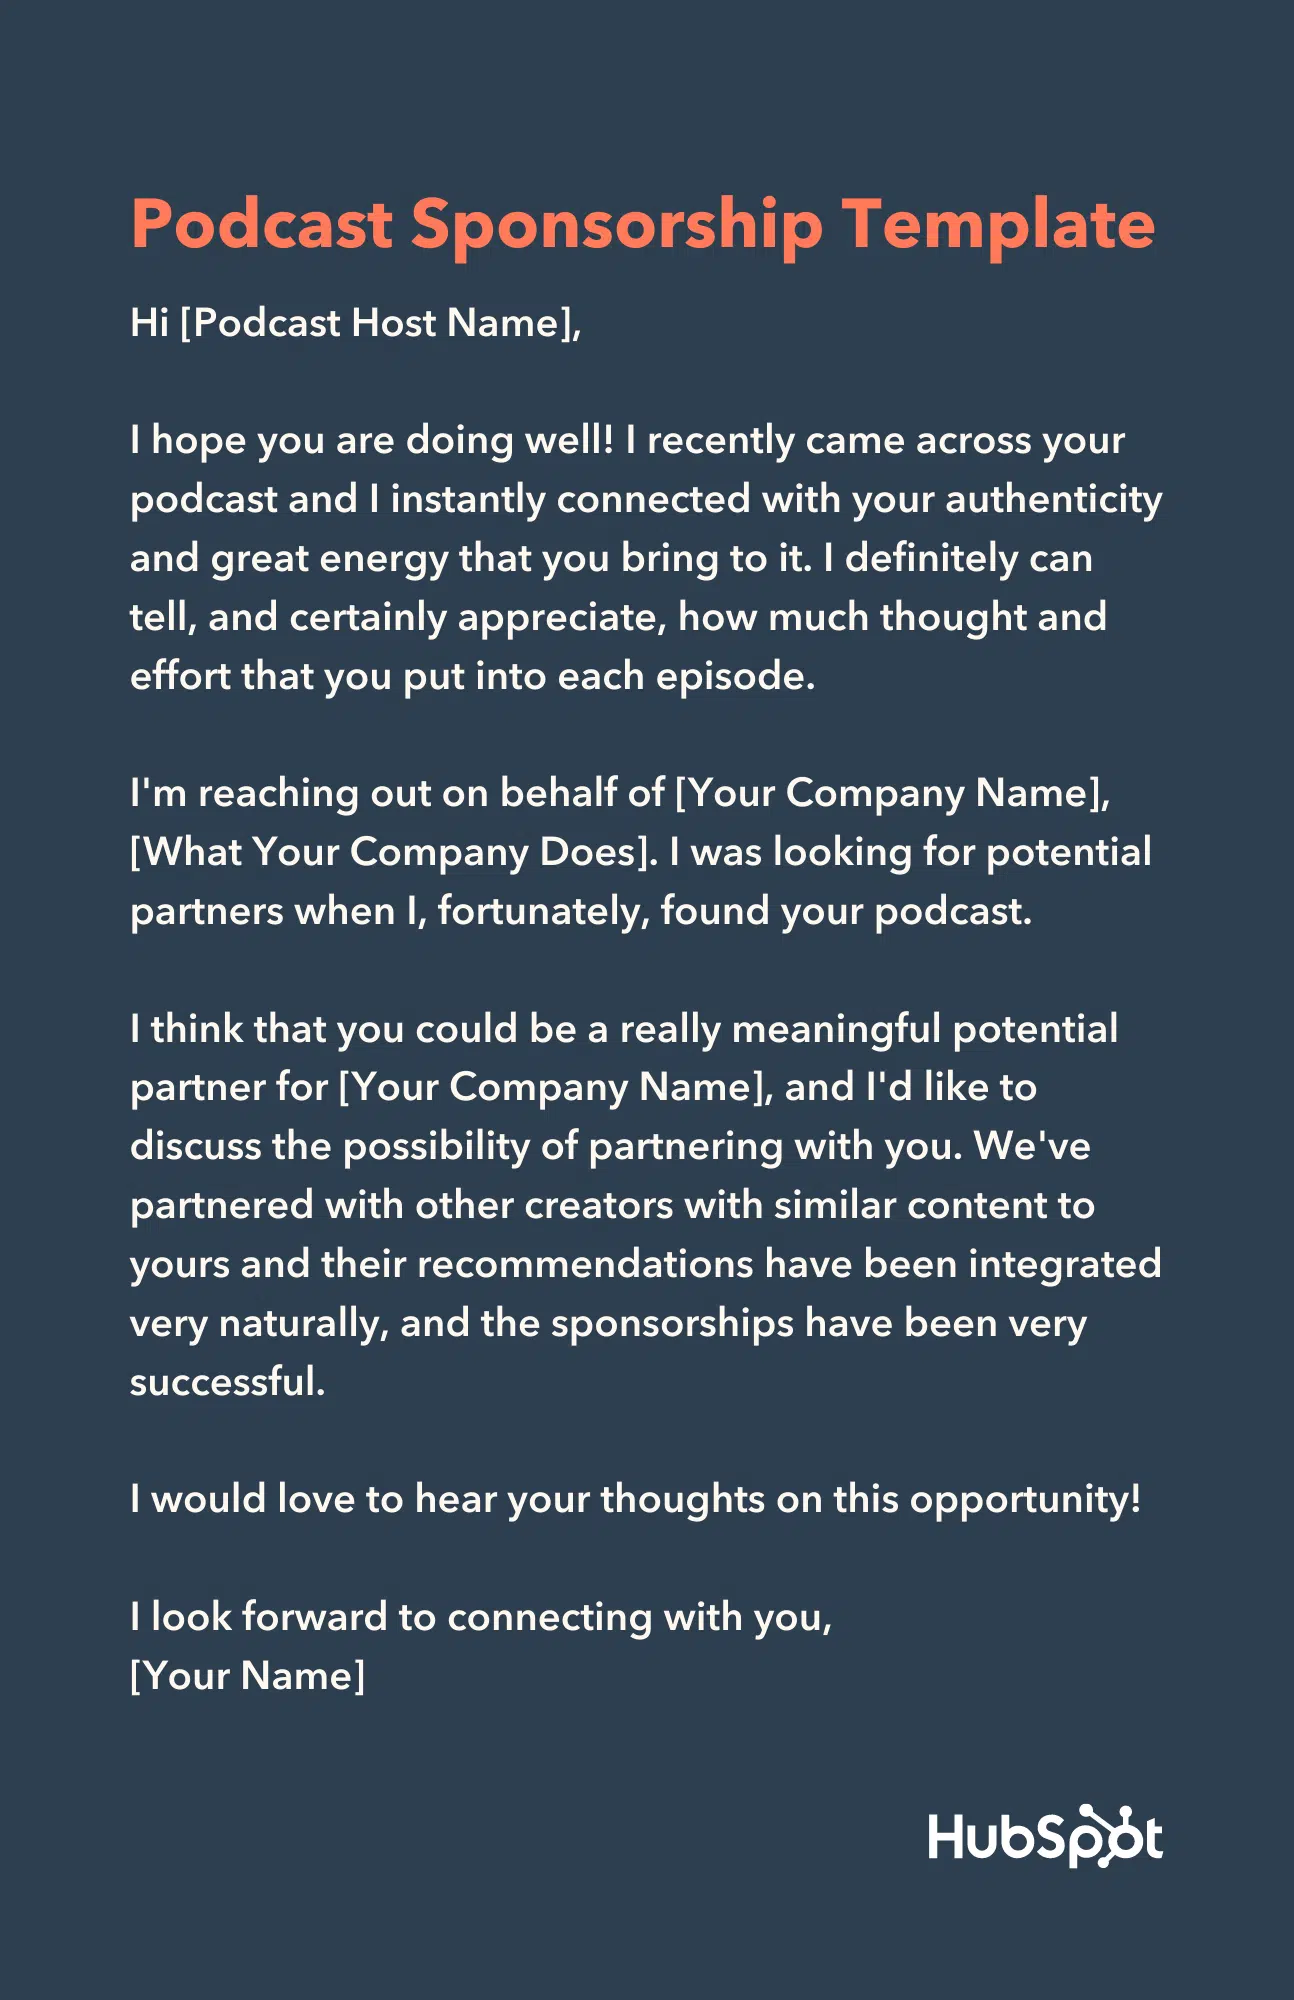 Podcast Sponsorship Template
Hi [Podcast Host Name],
I hope you are doing well! I recently came across your
podcast and I instantly connected with your authenticity
and great energy that you bring to it. I definitely can
tell, and certainly appreciate, how much thought and
effort that you put into each episode.
I'm reaching out on behalf of [Your Company Name],
[What Your Company Does]. I was looking for potential
partners when I, fortunately, found your podcast.
I think that you could be a really meaningful potential
partner for [Your Company Name], and I'd like to
discuss the possibility of partnering with you. We've
partnered with other creators with similar content to
yours and their recommendations have been integrated
very naturally, and the sponsorships have been very
successful.
I would love to hear your thoughts on this opportunity!
I look forward to connecting with you,
[Your Name]
HubSpot